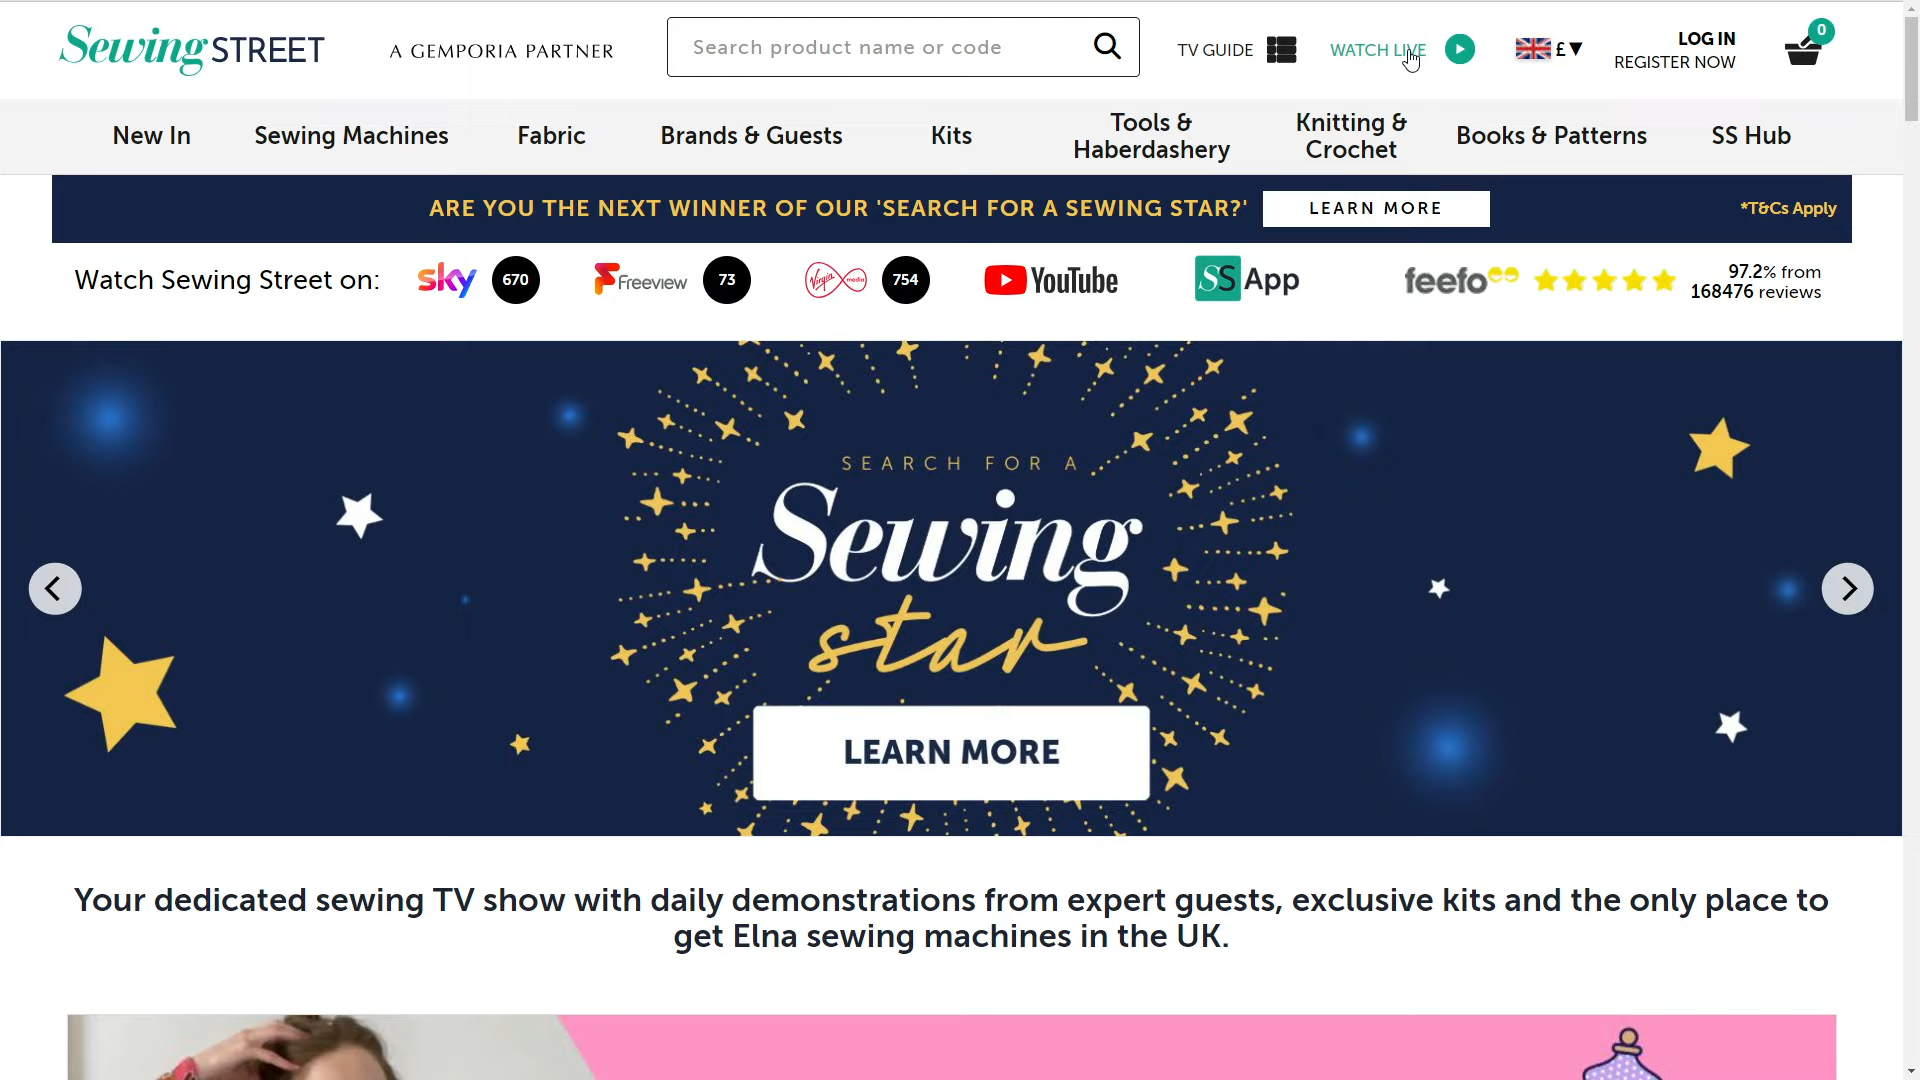 Sewing STREET
A GEMPORIA PARTNER
Search product name or code
TV GUIDE
WATCH LIVE
£
LOG IN
REGISTER NOW
0
New In
Sewing Machines
Fabric
Brands & Guests
Kits
Tools &
Haberdashery
Knitting &
Crochet
Books & Patterns
SS Hub
ARE YOU THE NEXT WINNER OF OUR 'SEARCH FOR A SEWING STAR?'
LEARN MORE
*T&Cs Apply
Watch Sewing Street on:
sky
670
Freeview
73
Virgin media
754
YouTube
SS App
feefo
97.2% from
168476 reviews
SEARCH FOR A
Sewing
star
LEARN MORE
Your dedicated sewing TV show with daily demonstrations from expert guests, exclusive kits and the only place to
get Elna sewing machines in the UK.